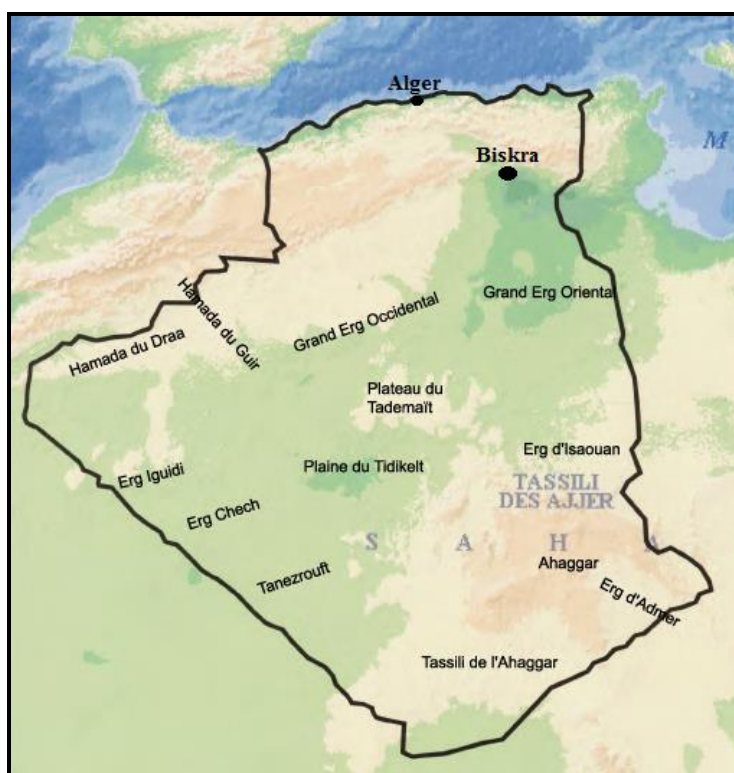 Alger
M
Biskra
Grand Erg Oriental
Hamada du Guir
Grand Erg Occidental
Hamada du Draa
Plateau du
Tademaït
Erg d'Isaouan
Erg Iguidi
Plaine du Tidikelt
TASSILI
DES AJJER
Erg Chech
S A H A
Ahaggar
Tanezrouft
Erg d'Admer
Tassili de l'Ahaggar